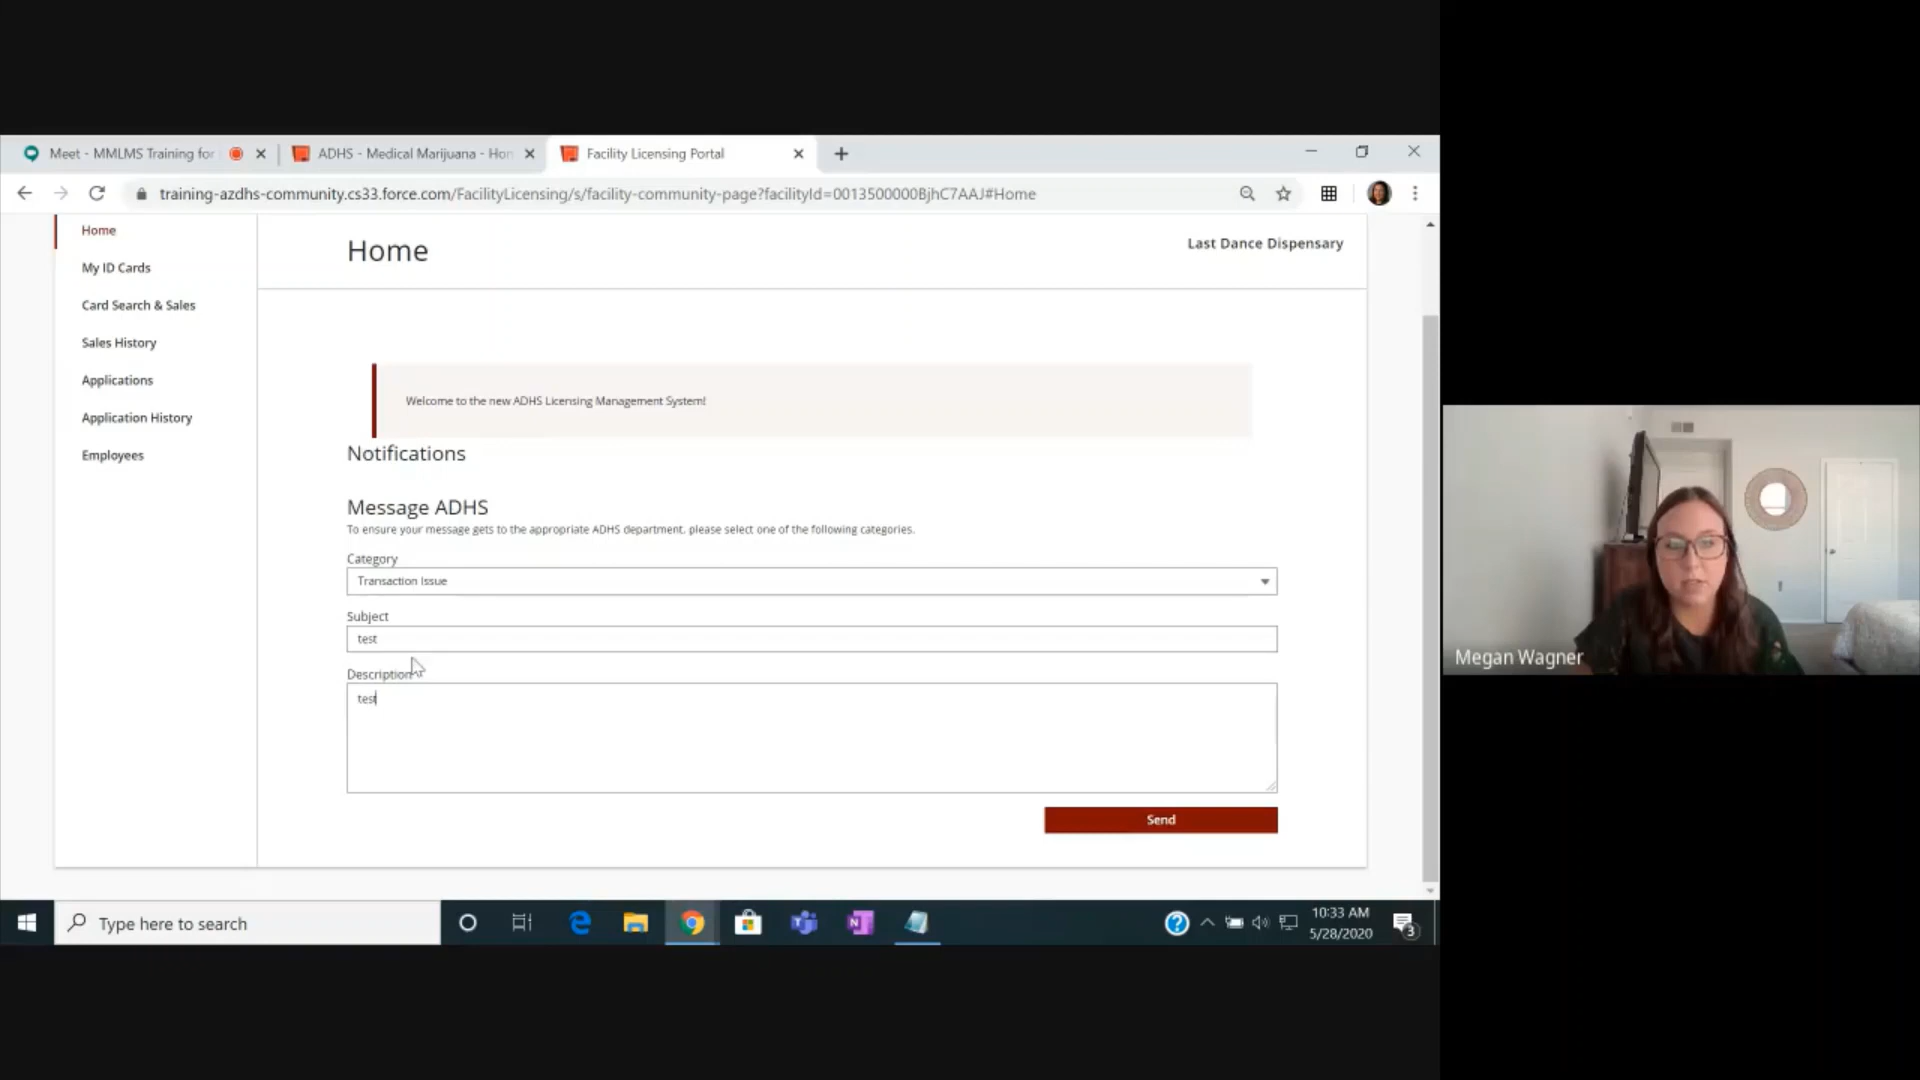 Meet - MMLMS Training for
ADHS - Medical Marijuana - Hon
Facility Licensing Portal
training-azdhs-community.cs33.force.com/FacilityLicensing/s/facility-community-page?facilityId=0013500000BjhC7AAJ#Home
Home
My ID Cards
Card Search & Sales
Sales History
Applications
Application History
Employees
Home
Last Dance Dispensary
Welcome to the new ADHS Licensing Management System!
Notifications
Message ADHS
To ensure your message gets to the appropriate ADHS department, please select one of the following categories.
Category
Transaction Issue
Subject
test
Description
test
Send
Megan Wagner
Type here to search
10:33 AM
5/28/2020
3